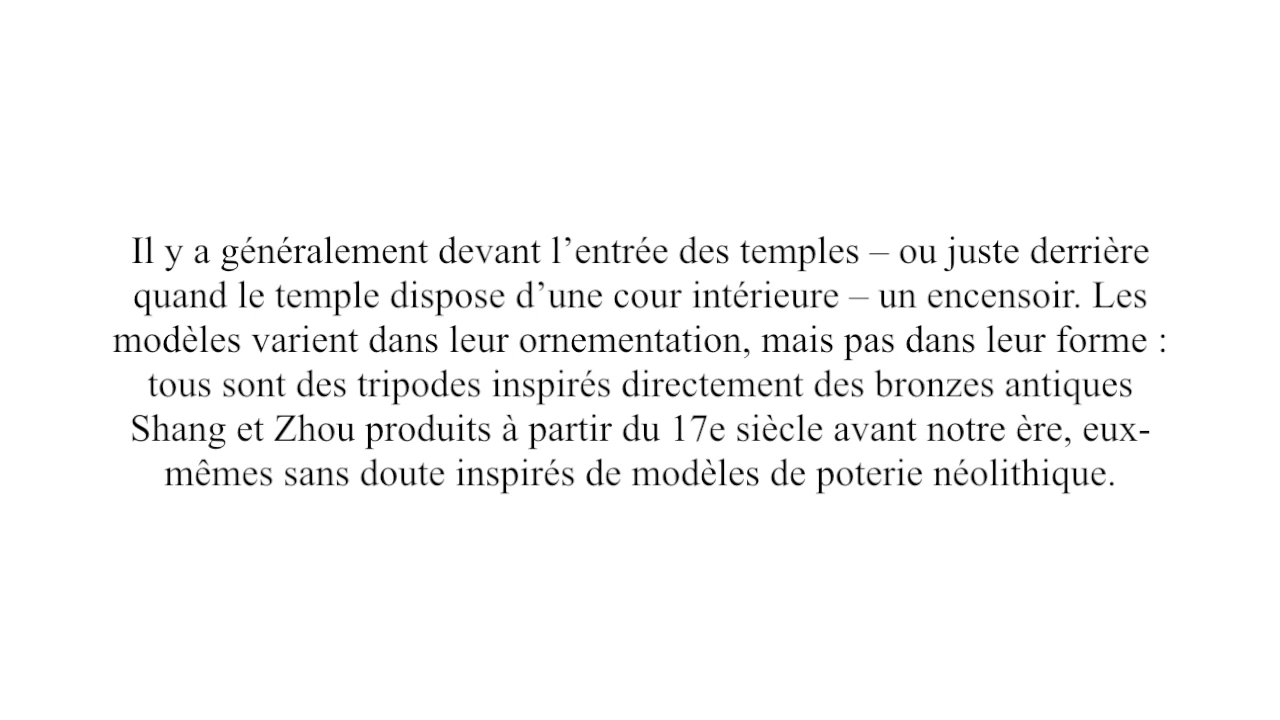 Il y a généralement devant l’entrée des temples – ou juste derrière
quand le temple dispose d’une cour intérieure – un encensoir. Les
modèles varient dans leur ornementation, mais pas dans leur forme :
tous sont des tripodes inspirés directement des bronzes antiques
Shang et Zhou produits à partir du 17e siècle avant notre ère, eux-
mêmes sans doute inspirés de modèles de poterie néolithique.